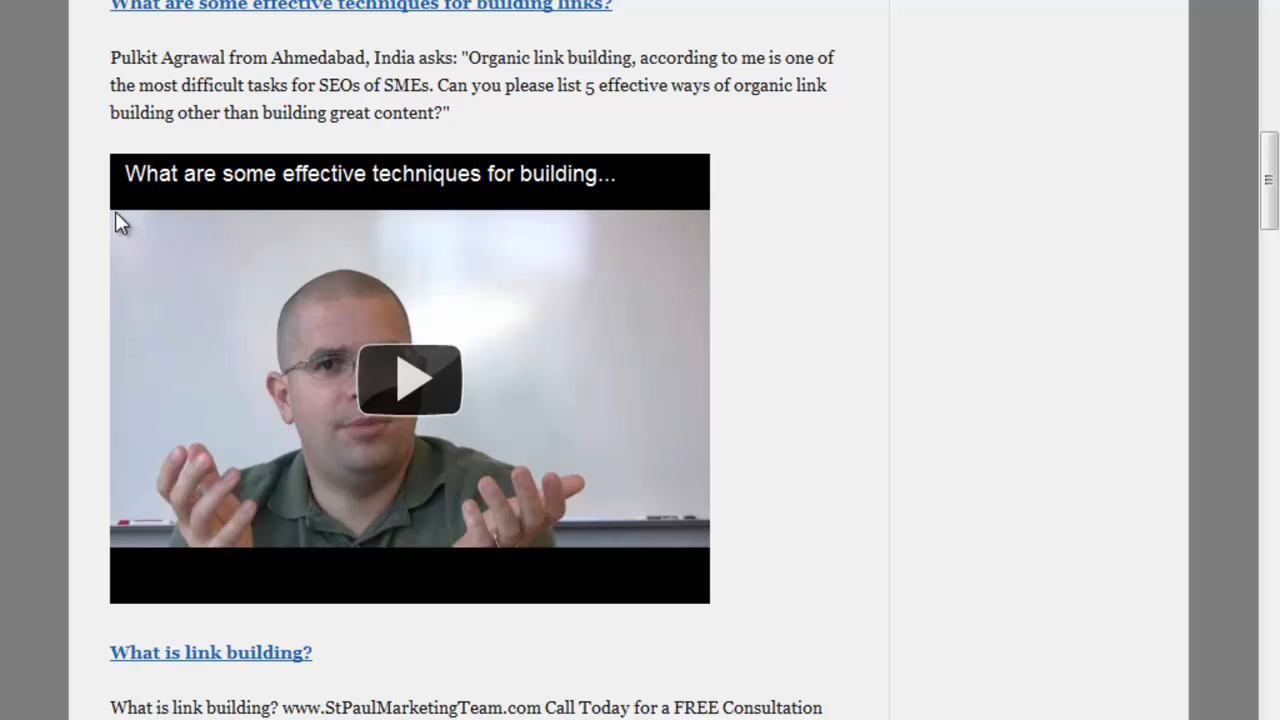 What are some effective techniques for building links?
Pulkit Agrawal from Ahmedabad, India asks: "Organic link building, according to me is one of
the most difficult tasks for SEOs of SMEs. Can you please list 5 effective ways of organic link
building other than building great content?"
What are some effective techniques for building...
What is link building?
What is link building? www.StPaulMarketingTeam.com Call Today for a FREE Consultation